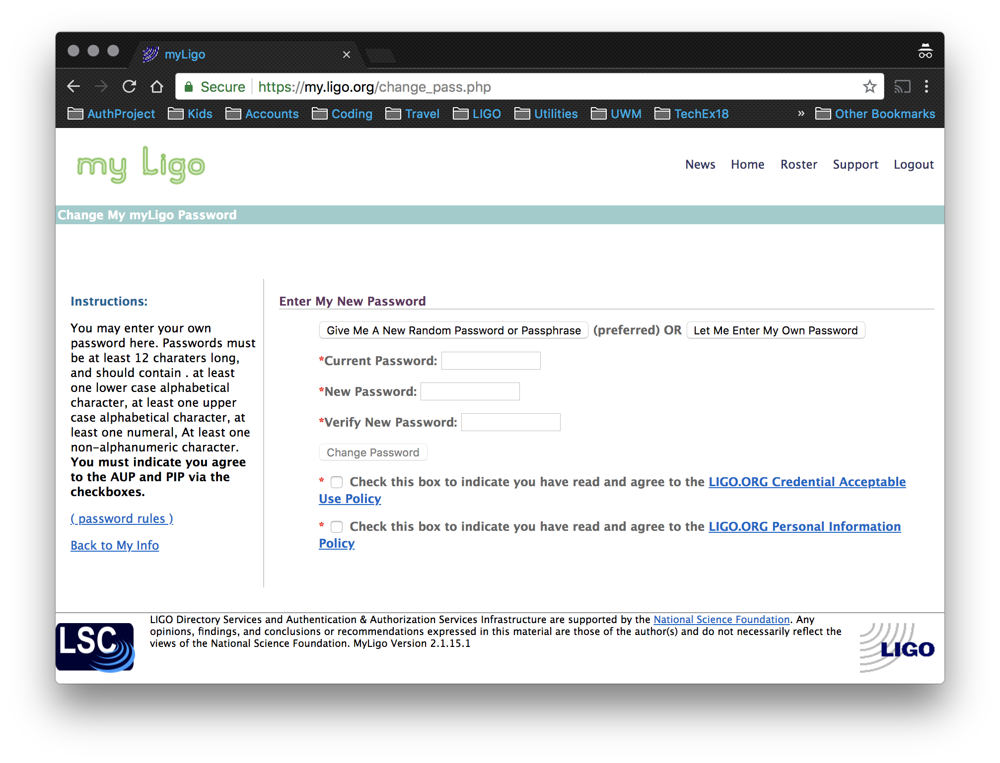 myLigo
Secure https://my.ligo.org/change_pass.php
AuthProject Kids Accounts Coding Travel LIGO Utilities UWM TechEx18 » Other Bookmarks
my Ligo
News Home Roster Support Logout
Change My myLigo Password
Instructions:
You may enter your own
password here. Passwords must
be at least 12 charaters long,
and should contain . at least
one lower case alphabetical
character, at least one upper
case alphabetical character, at
least one numeral, At least one
non-alphanumeric character.
You must indicate you agree
to the AUP and PIP via the
checkboxes.
( password rules )
Back to My Info
Enter My New Password
Give Me A New Random Password or Passphrase (preferred) OR Let Me Enter My Own Password
*Current Password:
*New Password:
*Verify New Password:
Change Password
* Check this box to indicate you have read and agree to the LIGO.ORG Credential Acceptable
Use Policy
* Check this box to indicate you have read and agree to the LIGO.ORG Personal Information
Policy
LSC
LIGO Directory Services and Authentication & Authorization Services Infrastructure are supported by the National Science Foundation. Any
opinions, findings, and conclusions or recommendations expressed in this material are those of the author(s) and do not necessarily reflect the
views of the National Science Foundation. MyLigo Version 2.1.15.1
LIGO